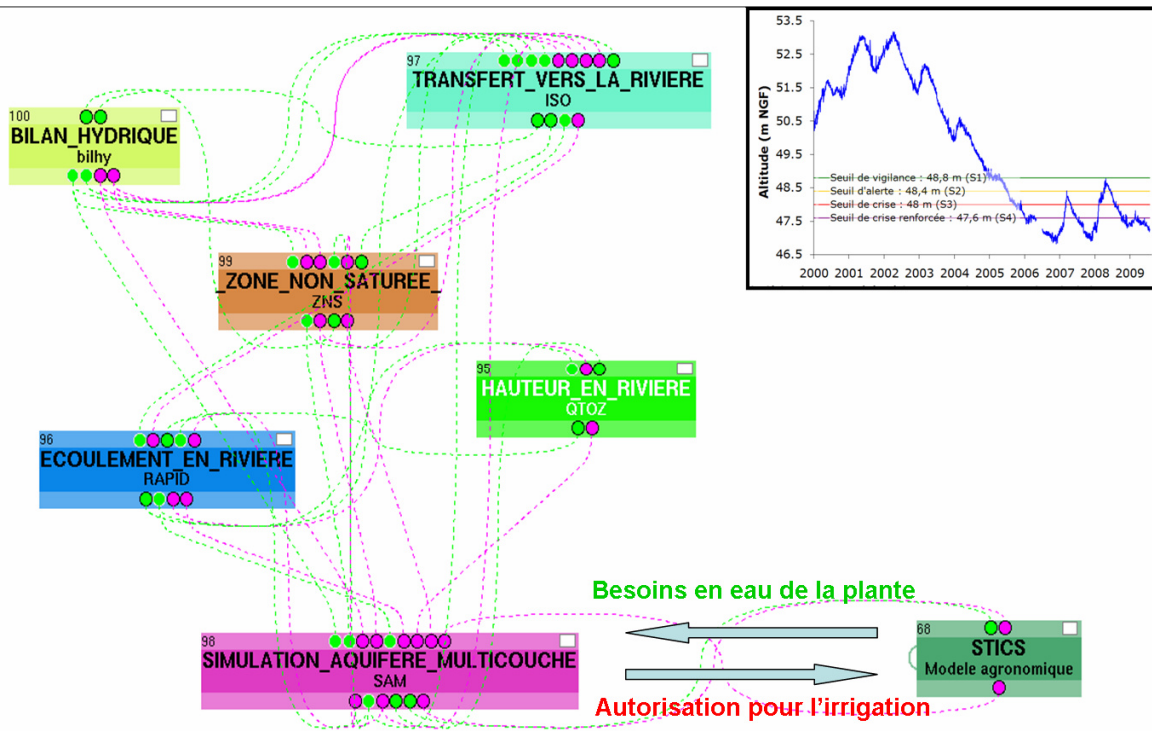 97
TRANSFERT_VERS_LA_RIVIERE
ISO
100
BILAN_HYDRIQUE
bilhy
99
_ZONE_NON_SATUREE_
ZNS
95
HAUTEUR_EN_RIVIERE
QTOZ
96
ECOULEMENT_EN_RIVIERE
RAPID
98
SIMULATION_AQUIFERE_MULTICOUCHE
SAM
Besoins en eau de la plante
Autorisation pour l'irrigation
68
STICS
Modele agronomique
Altitude (m NGF)
53.5
52.5
51.5
50.5
49.5
48.5
47.5
46.5
Seuil de vigilance : 48,8 m (S1)
Seuil d'alerte : 48,4 m (S2)
Seuil de crise : 48 m (S3)
Seuil de crise renforcée : 47,6 m (S4)
2000 2001 2002 2003 2004 2005 2006 2007 2008 2009